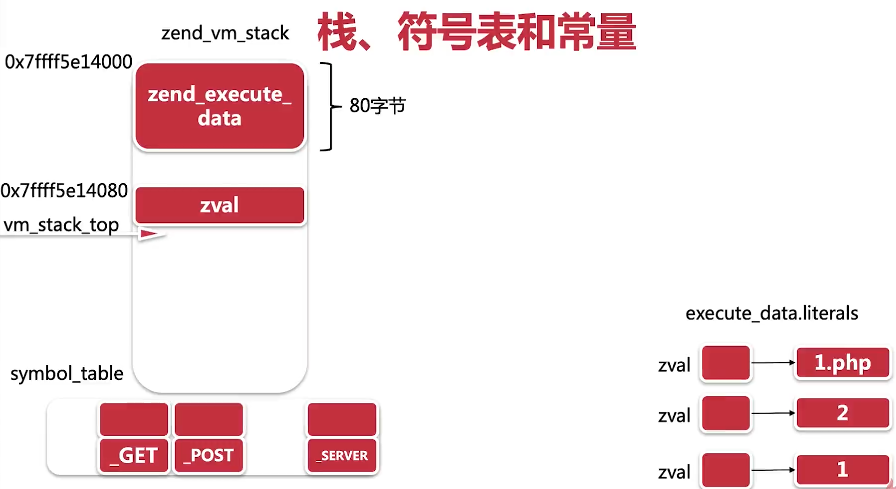 栈、符号表和常量
zend_vm_stack
0x7ffff5e14000
zend_execute_
data
80字节
0x7ffff5e14080
zval
vm_stack_top
symbol_table
_GET
_POST
_SERVER
execute_data.literals
zval
1.php
zval
2
zval
1